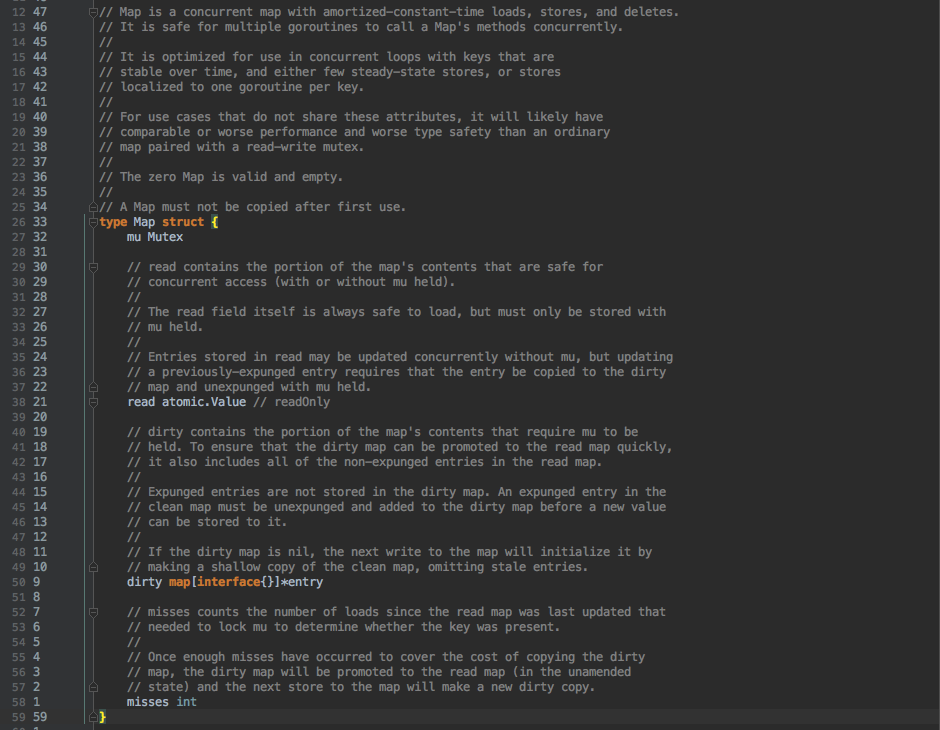 12 47 // Map is a concurrent map with amortized-constant-time loads, stores, and deletes.
13 46 // It is safe for multiple goroutines to call a Map's methods concurrently.
14 45 //
15 44 // It is optimized for use in concurrent loops with keys that are
16 43 // stable over time, and either few steady-state stores, or stores
17 42 // localized to one goroutine per key.
18 41 //
19 40 // For use cases that do not share these attributes, it will likely have
20 39 // comparable or worse performance and worse type safety than an ordinary
21 38 // map paired with a read-write mutex.
22 37 //
23 36 // The zero Map is valid and empty.
24 35 //
25 34 // A Map must not be copied after first use.
26 33 type Map struct {
27 32 mu Mutex
28 31
29 30 // read contains the portion of the map's contents that are safe for
30 29 // concurrent access (with or without mu held).
31 28 //
32 27 // The read field itself is always safe to load, but must only be stored with
33 26 // mu held.
34 25 //
35 24 // Entries stored in read may be updated concurrently without mu, but updating
36 23 // a previously-expunged entry requires that the entry be copied to the dirty
37 22 // map and unexpunged with mu held.
38 21 read atomic.Value // readOnly
39 20
40 19 // dirty contains the portion of the map's contents that require mu to be
41 18 // held. To ensure that the dirty map can be promoted to the read map quickly,
42 17 // it also includes all of the non-expunged entries in the read map.
43 16 //
44 15 // Expunged entries are not stored in the dirty map. An expunged entry in the
45 14 // clean map must be unexpunged and added to the dirty map before a new value
46 13 // can be stored to it.
47 12 //
48 11 // If the dirty map is nil, the next write to the map will initialize it by
49 10 // making a shallow copy of the clean map, omitting stale entries.
50 9 dirty map[interface{}]*entry
51 8
52 7 // misses counts the number of loads since the read map was last updated that
53 6 // needed to lock mu to determine whether the key was present.
54 5 //
55 4 // Once enough misses have occurred to cover the cost of copying the dirty
56 3 // map, the dirty map will be promoted to the read map (in the unamended
57 2 // state) and the next store to the map will make a new dirty copy.
58 1 misses int
59 59 }